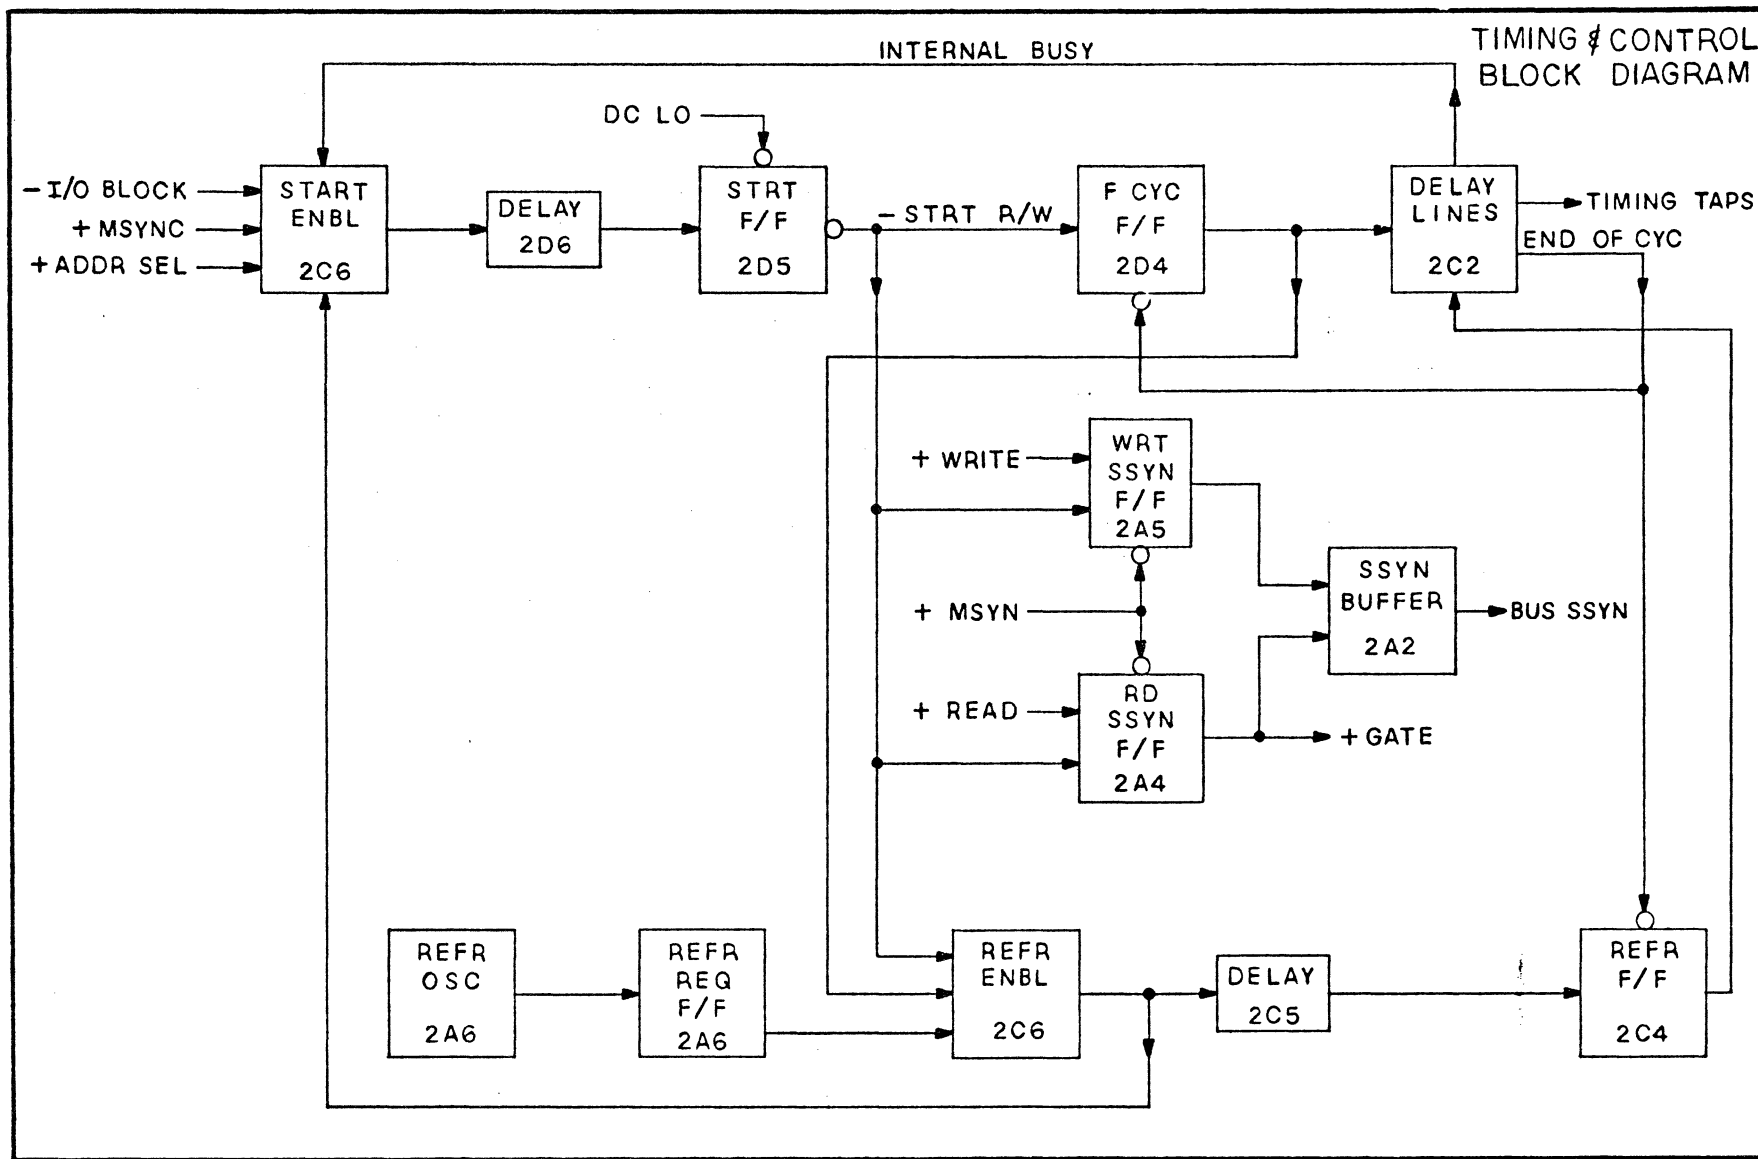 TIMING & CONTROL
BLOCK DIAGRAM
INTERNAL BUSY
DC LO
- I/O BLOCK
+ MSYNC
+ ADDR SEL
START
ENBL
2C6
DELAY
2D6
STRT
F/F
2D5
- STRT R/W
F CYC
F/F
2D4
DELAY
LINES
2C2
TIMING TAPS
END OF CYC
+ WRITE
WRT
SSYN
F/F
2A5
+ MSYN
SSYN
BUFFER
2A2
BUS SSYN
+ READ
RD
SSYN
F/F
2A4
+ GATE
REFR
OSC
2A6
REFR
REQ
F/F
2A6
REFR
ENBL
2C6
DELAY
2C5
REFR
F/F
2C4